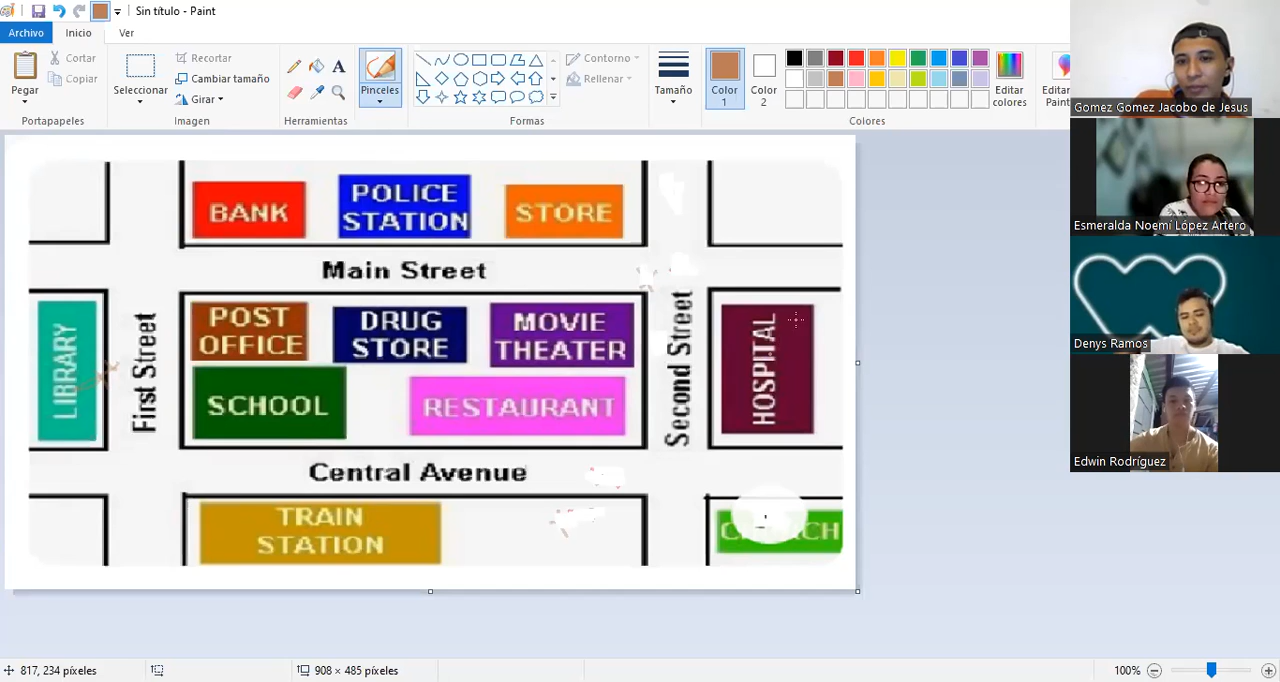 Sin título - Paint
Archivo
Inicio
Ver
Pegar
Cortar
Copiar
Portapapeles
Seleccionar
Recortar
Cambiar tamaño
Girar
Imagen
A
Herramientas
Pinceles
Contorno
Rellenar
Formas
Tamaño
Color
1
Color
2
Colores
Editar
colores
Editar
Paint
Gomez Gomez Jacobo de Jesus
Esmeralda Noemí López Artero
Denys Ramos
Edwin Rodríguez
BANK
POLICE
STATION
STORE
Main Street
LIBRARY
First Street
POST
OFFICE
DRUG
STORE
MOVIE
THEATER
SCHOOL
RESTAURANT
Second Street
HOSPITAL
Central Avenue
TRAIN
STATION
817, 234 píxeles
908 × 485 píxeles
100%